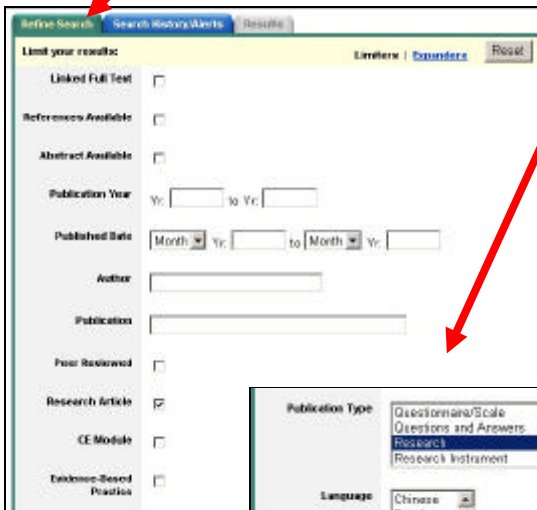 Refine Search Search History/Alerts Results
Limit your results: Limiters | Expanders Reset
Linked Full Text
References Available
Abstract Available
Publication Year Yr: to Yr:
Published Date Month Yr: to Month Yr:
Author
Publication
Peer Reviewed
Research Article
CE Module
Evidence-Based
Practice
Publication Type Questionnaire/Scale
Questions and Answers
Research
Research Instrument
Language Chinese